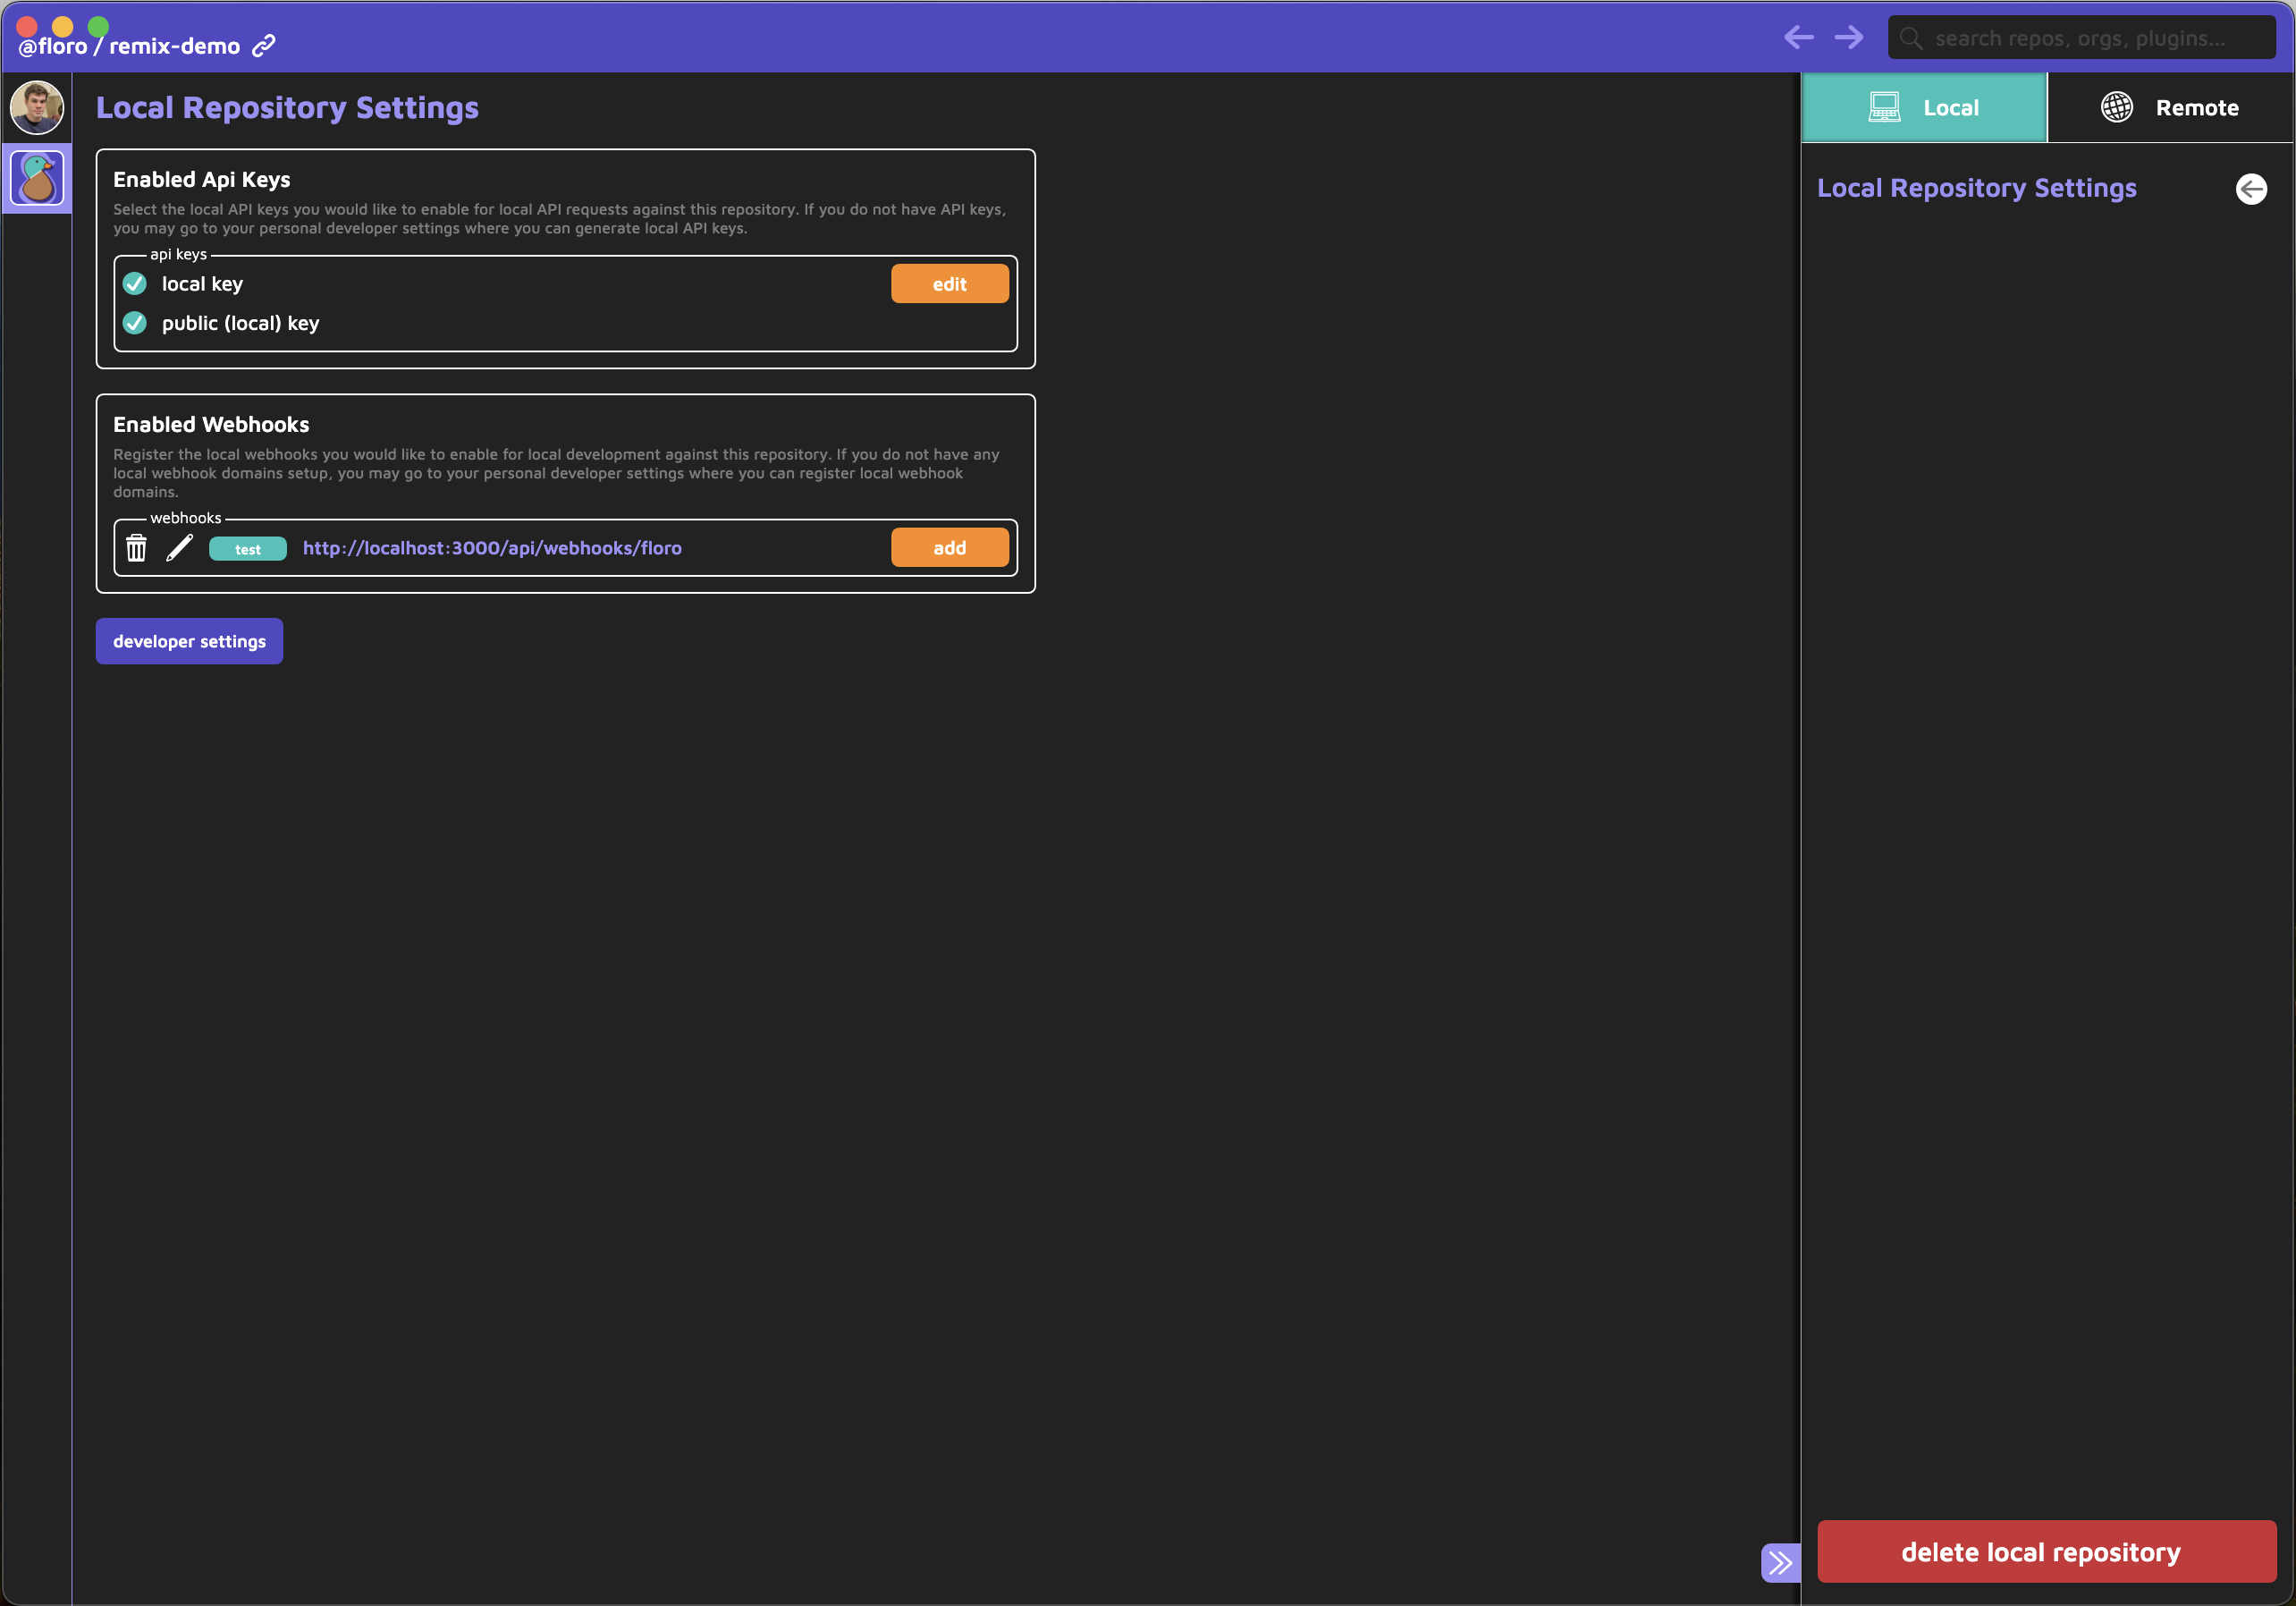 @floro / remix-demo
search repos, orgs, plugins...
Local Repository Settings
Enabled Api Keys
Select the local API keys you would like to enable for local API requests against this repository. If you do not have API keys,
you may go to your personal developer settings where you can generate local API keys.
api keys
local key
edit
public (local) key
Enabled Webhooks
Register the local webhooks you would like to enable for local development against this repository. If you do not have any
local webhook domains setup, you may go to your personal developer settings where you can register local webhook
domains.
webhooks
test
http://localhost:3000/api/webhooks/floro
add
developer settings
Local
Remote
Local Repository Settings
delete local repository